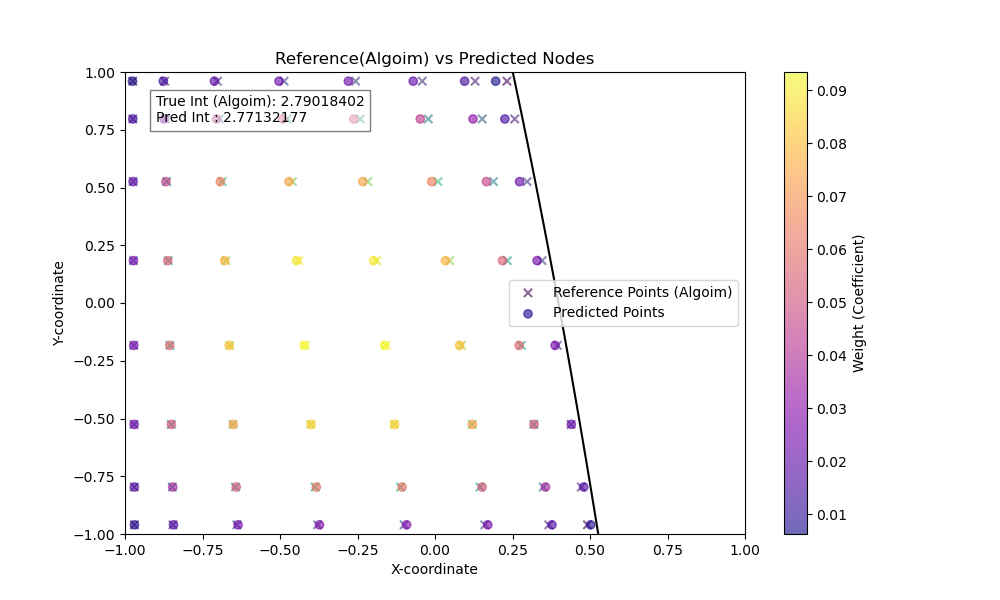 Reference(Algoim) vs Predicted Nodes
True Int (Algoim): 2.79018402
Pred Int : 2.77132177
Reference Points (Algoim)
Predicted Points
1.00
0.75
0.50
0.25
0.00
−0.25
−0.50
−0.75
−1.00
Y-coordinate
−1.00 −0.75 −0.50 −0.25 0.00 0.25 0.50 0.75 1.00
X-coordinate
0.09
0.08
0.07
0.06
0.05
0.04
0.03
0.02
0.01
Weight (Coefficient)